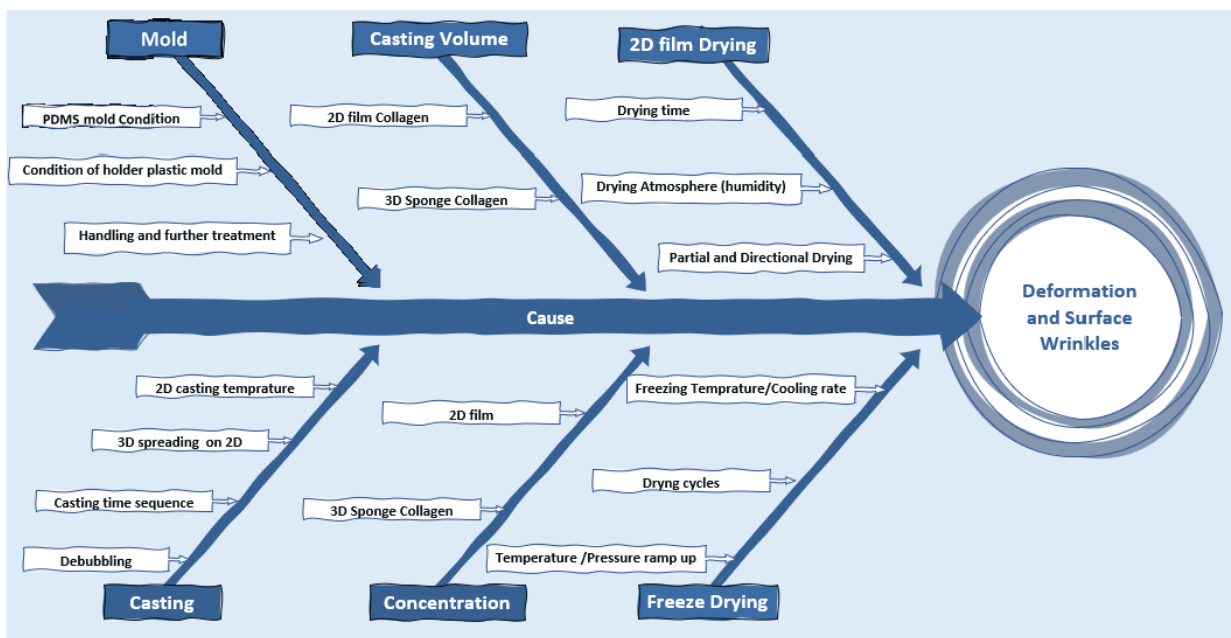 Mold
Casting Volume
2D film Drying
PDMS mold Condition
Condition of holder plastic mold
Handling and further treatment
2D film Collagen
3D Sponge Collagen
Drying time
Drying Atmosphere (humidity)
Partial and Directional Drying
Cause
Deformation
and Surface
Wrinkles
2D casting temprature
3D spreading on 2D
Casting time sequence
Debubbling
2D film
3D Sponge Collagen
Freezing Temprature/Cooling rate
Dryng cycles
Temperature /Pressure ramp up
Casting
Concentration
Freeze Drying